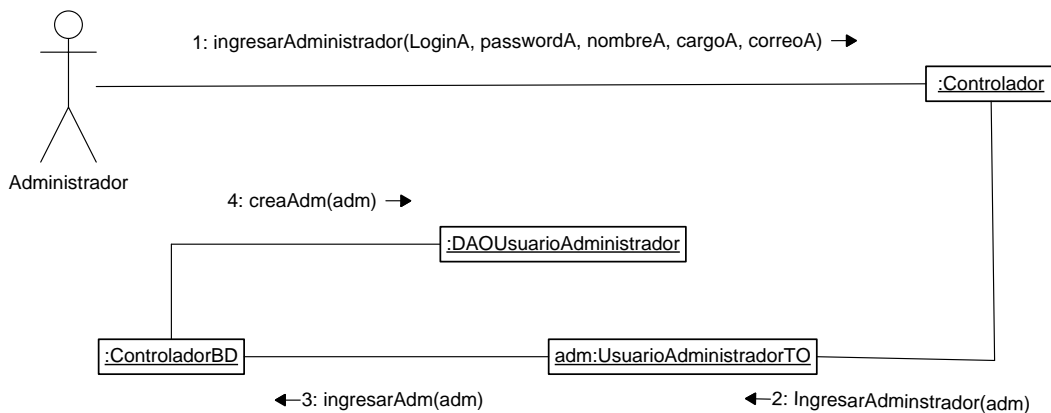 1: ingresarAdministrador(LoginA, passwordA, nombreA, cargoA, correoA)
:Controlador
Administrador
4: creaAdm(adm)
:DAOUsuarioAdministrador
:ControladorBD
adm:UsuarioAdministradorTO
3: ingresarAdm(adm)
2: IngresarAdminstrador(adm)